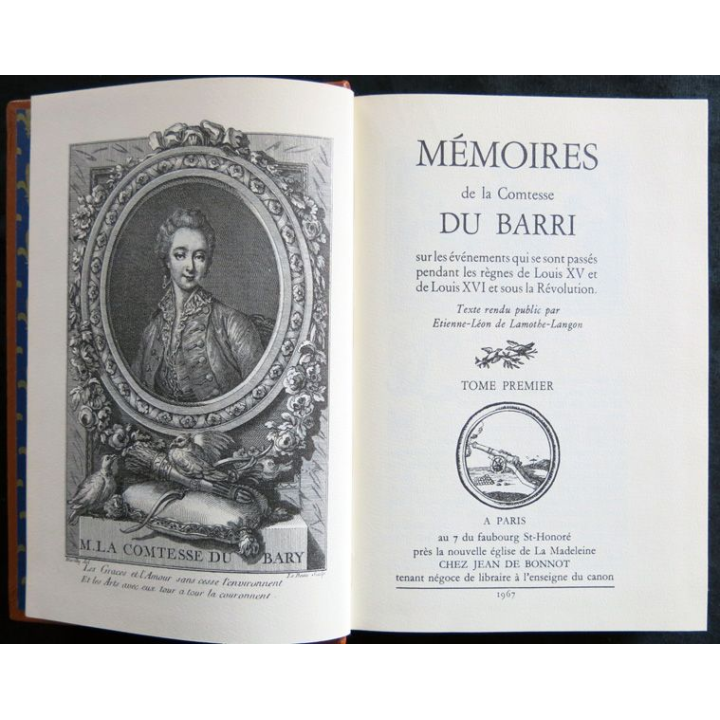 M. LA COMTESSE DU BARY
Les Graces et l'Amour sans cesse l'environnent
Et les Arts avec eux tour a tour la couronnent.
MÉMOIRES
de la Comtesse
DU BARRI
sur les événements qui se sont passés
pendant les règnes de Louis XV et
de Louis XVI et sous la Révolution.
Texte rendu public par
Etienne-Léon de Lamothe-Langon
TOME PREMIER
A PARIS
au 7 du faubourg St-Honoré
près la nouvelle église de La Madeleine
CHEZ JEAN DE BONNOT
tenant négoce de libraire à l'enseigne du canon
1967